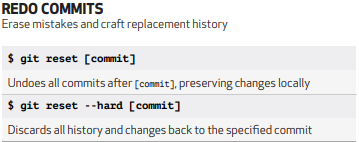 REDO COMMITS
Erase mistakes and craft replacement history
$ git reset [commit]
Undoes all commits after [commit], preserving changes locally
$ git reset --hard [commit]
Discards all history and changes back to the specified commit